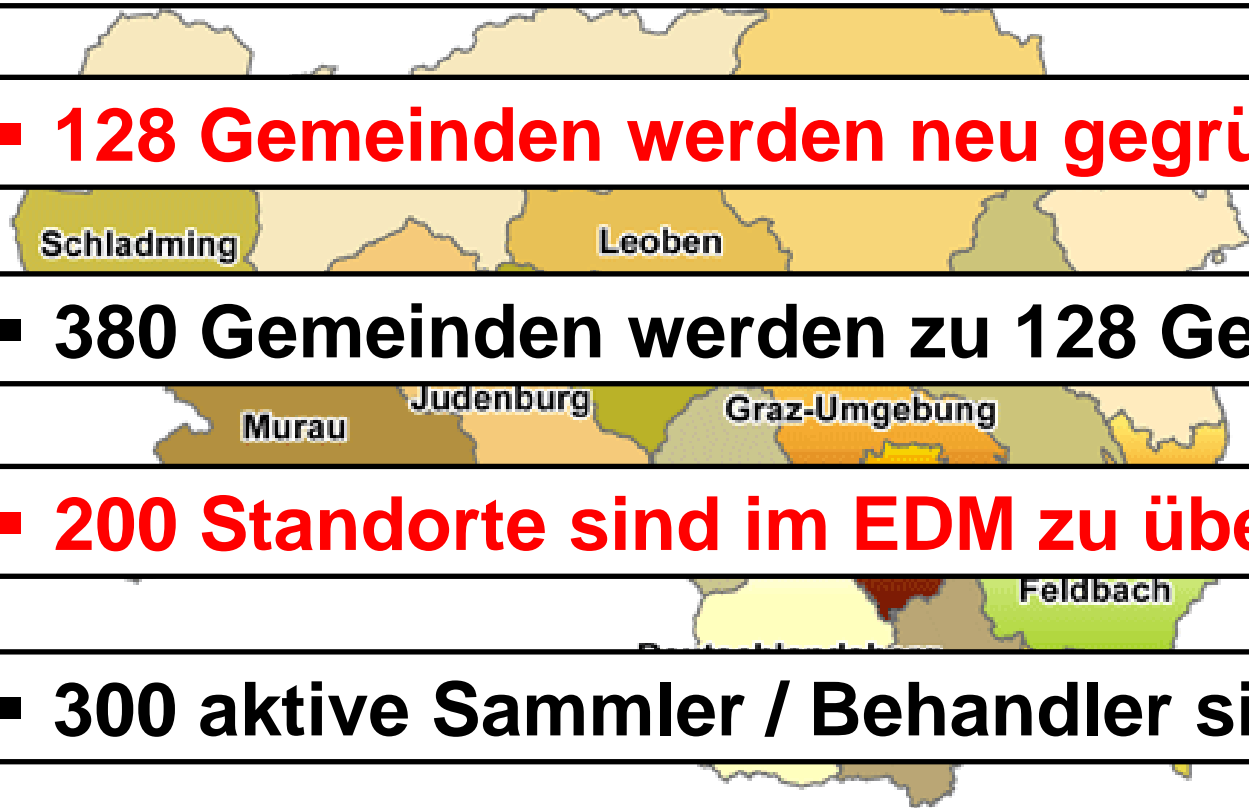 ▪ 128 Gemeinden werden neu gegrü
Schladming Leoben
▪ 380 Gemeinden werden zu 128 Ge
Judenburg
Murau Graz-Umgebung
▪ 200 Standorte sind im EDM zu übe
Feldbach
▪ 300 aktive Sammler / Behandler si